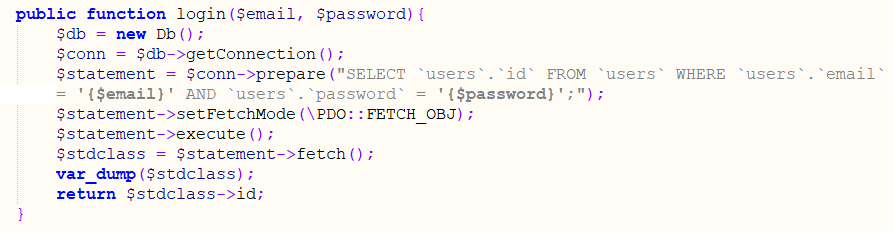 public function login($email, $password){
$db = new Db();
$conn = $db->getConnection();
$statement = $conn->prepare("SELECT `users`.`id` FROM `users` WHERE `users`.`email`
= '{$email}' AND `users`.`password` = '{$password}';");
$statement->setFetchMode(\PDO::FETCH_OBJ);
$statement->execute();
$stdclass = $statement->fetch();
var_dump($stdclass);
return $stdclass->id;
}